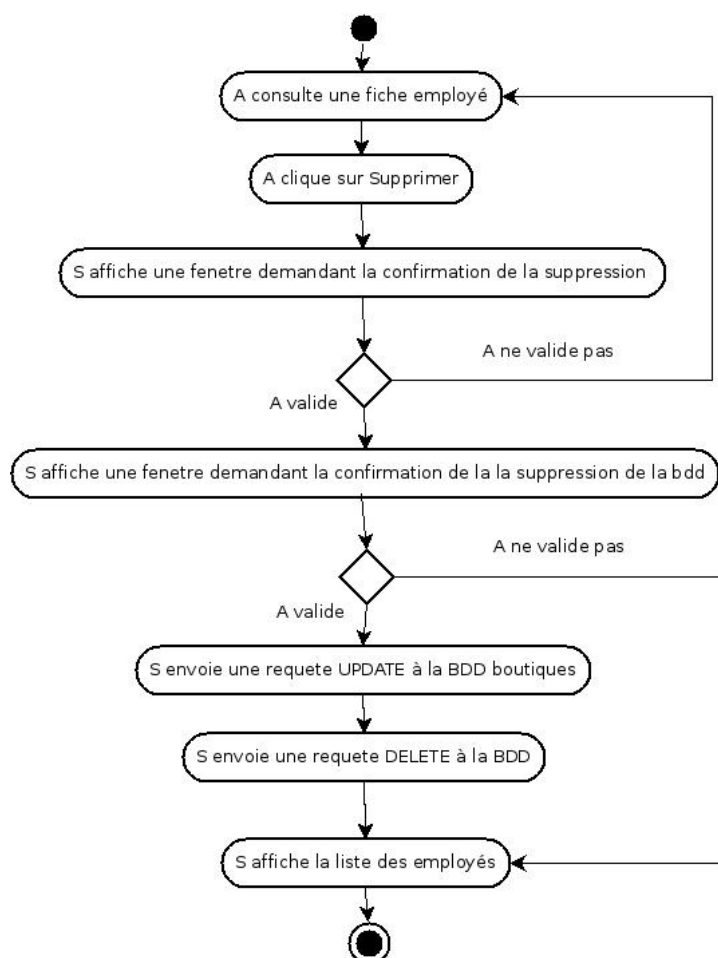 A consulte une fiche employé
A clique sur Supprimer
S affiche une fenetre demandant la confirmation de la suppression
A ne valide pas
A valide
S affiche une fenetre demandant la confirmation de la la suppression de la bdd
A ne valide pas
A valide
S envoie une requete UPDATE à la BDD boutiques
S envoie une requete DELETE à la BDD
S affiche la liste des employés